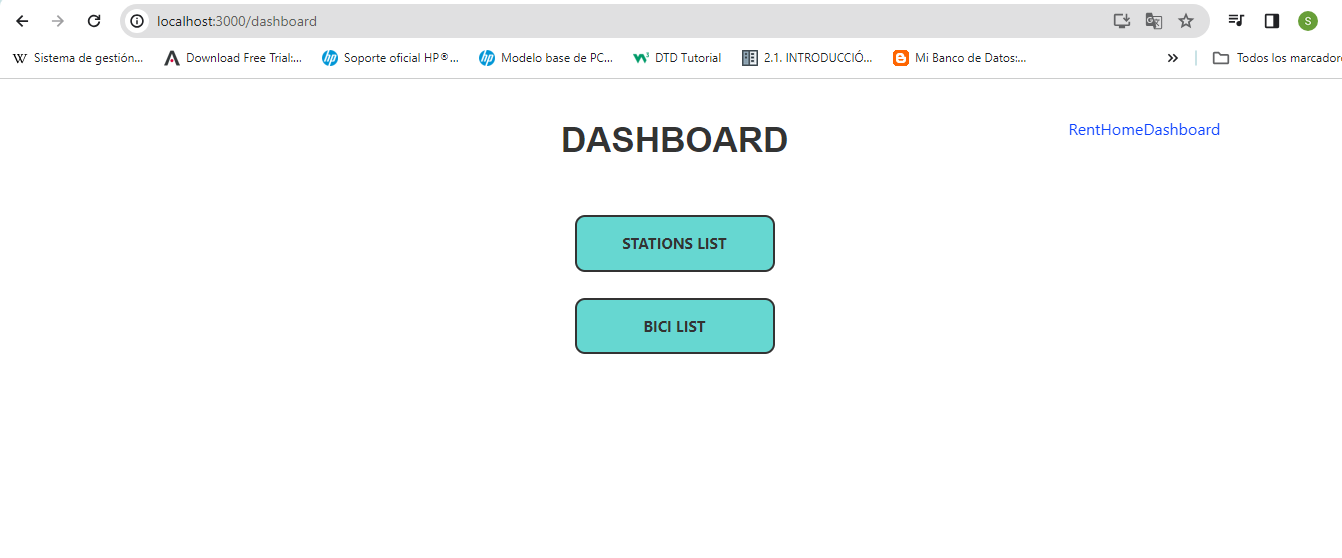 localhost:3000/dashboard
S
Sistema de gestión...
Download Free Trial:...
Soporte oficial HP®...
Modelo base de PC...
DTD Tutorial
2.1. INTRODUCCIÓ...
Mi Banco de Datos:...
»
Todos los marcador
DASHBOARD
RentHomeDashboard
STATIONS LIST
BICI LIST